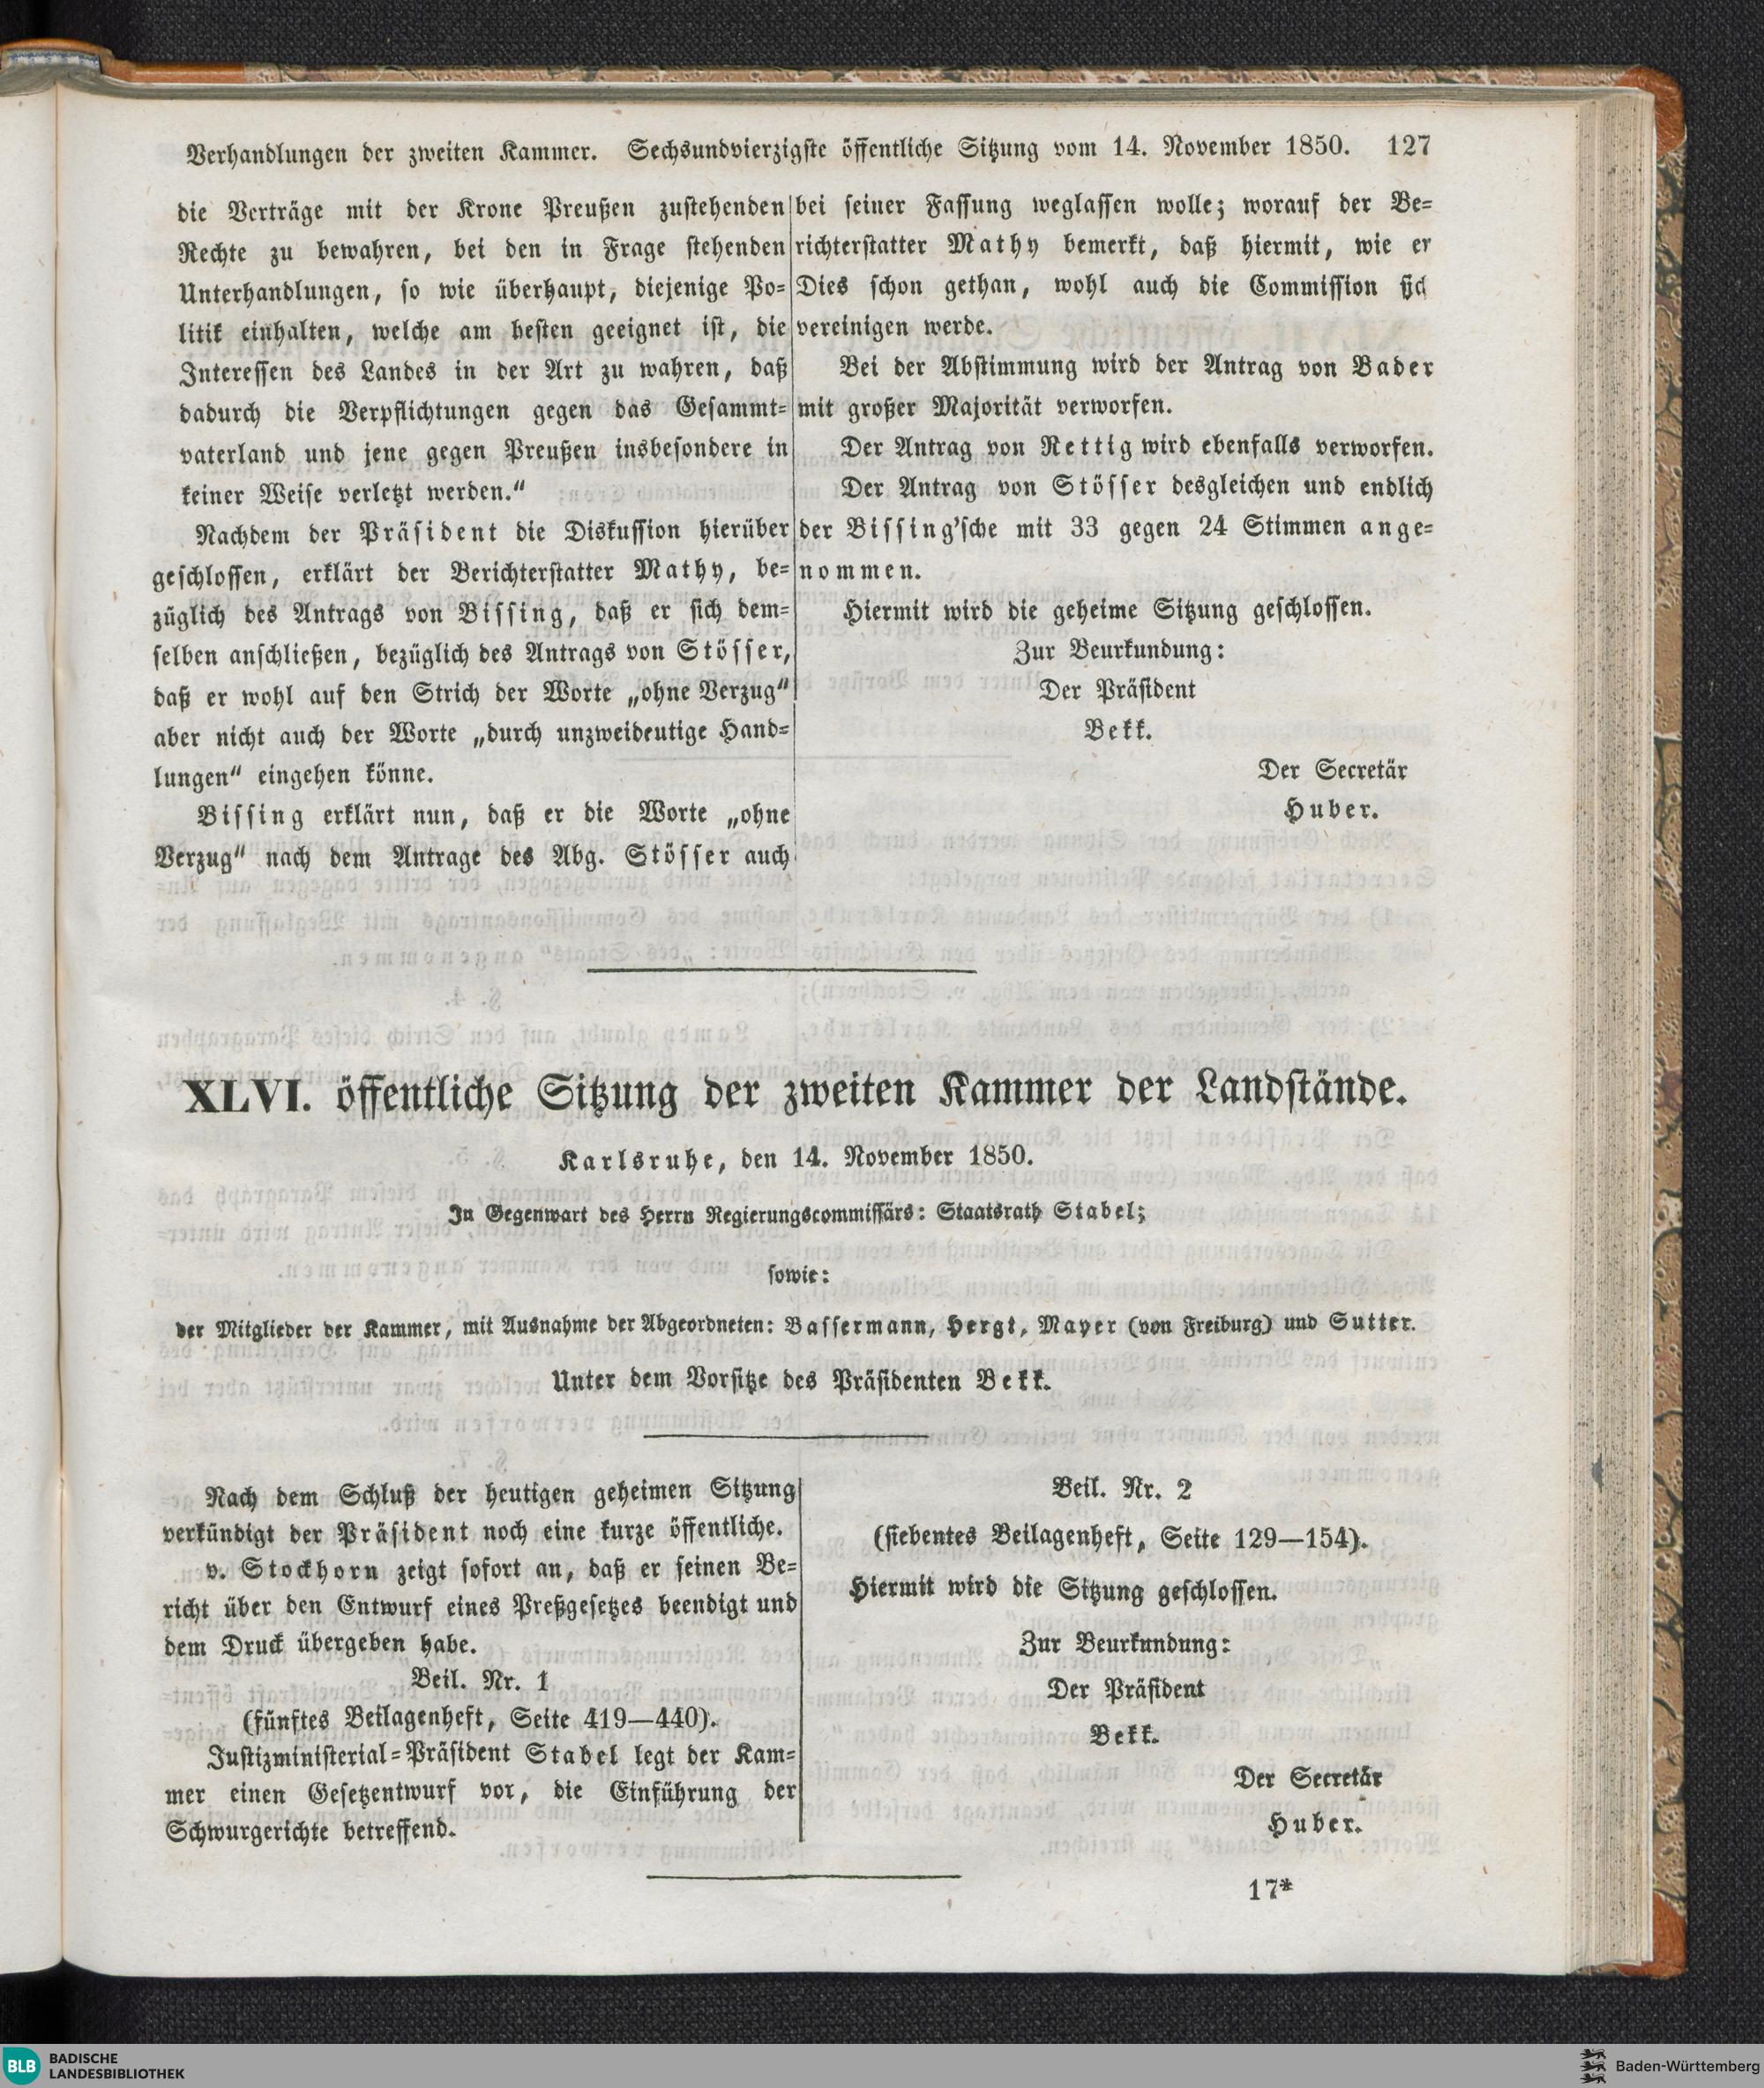 Verhandlungen der zweiten Kammer. Sechsundvierzigste öffentliche Sitzung vom 14. November 1850. 127
die Verträge mit der Krone Preußen zustehenden
Rechte zu bewahren, bei den in Frage stehenden
Unterhandlungen, so wie überhaupt, diejenige Po-
litik einhalten, welche am besten geeignet ist, die
Interessen des Landes in der Art zu wahren, daß
dadurch die Verpflichtungen gegen das Gesammt-
vaterland und jene gegen Preußen insbesondere in
keiner Weise verletzt werden.“
Nachdem der Präsident die Diskussion hierüber
geschlossen, erklärt der Berichterstatter Mathy, be-
züglich des Antrags von Bissing, daß er sich dem-
selben anschließen, bezüglich des Antrags von Stösser,
daß er wohl auf den Strich der Worte „ohne Verzug“
aber nicht auch der Worte „durch unzweideutige Hand-
lungen“ eingehen könne.
Bissing erklärt nun, daß er die Worte „ohne
Verzug“ nach dem Antrage des Abg. Stösser auch
bei seiner Fassung weglassen wolle; worauf der Be-
richterstatter Mathy bemerkt, daß hiermit, wie er
Dies schon gethan, wohl auch die Commission sich
vereinigen werde.
Bei der Abstimmung wird der Antrag von Bader
mit großer Majorität verworfen.
Der Antrag von Rettig wird ebenfalls verworfen.
Der Antrag von Stösser desgleichen und endlich
der Bissing’sche mit 33 gegen 24 Stimmen ange-
nommen.
Hiermit wird die geheime Sitzung geschlossen.
Zur Beurkundung:
Der Präsident
Bekk.
Der Secretär
Huber.
XLVI. öffentliche Sitzung der zweiten Kammer der Landstände.
Karlsruhe, den 14. November 1850.
In Gegenwart des Herrn Regierungscommissärs: Staatsrath Stabel;
sowie:
der Mitglieder der Kammer, mit Ausnahme der Abgeordneten: Bassermann, Hergt, Mayer (von Freiburg) und Sutter.
Unter dem Vorsitze des Präsidenten Bekk.
Nach dem Schluß der heutigen geheimen Sitzung
verkündigt der Präsident noch eine kurze öffentliche.
v. Stockhorn zeigt sofort an, daß er seinen Be-
richt über den Entwurf eines Preßgesetzes beendigt und
dem Druck übergeben habe.
Beil. Nr. 1
(fünftes Beilagenheft, Seite 419—440).
Justizministerial-Präsident Stabel legt der Kam-
mer einen Gesetzentwurf vor, die Einführung der
Schwurgerichte betreffend.
Beil. Nr. 2
(siebentes Beilagenheft, Seite 129—154).
Hiermit wird die Sitzung geschlossen.
Zur Beurkundung:
Der Präsident
Bekk.
Der Secretär
Huber.
17*
BLB BADISCHE
LANDESBIBLIOTHEK
Baden-Württemberg